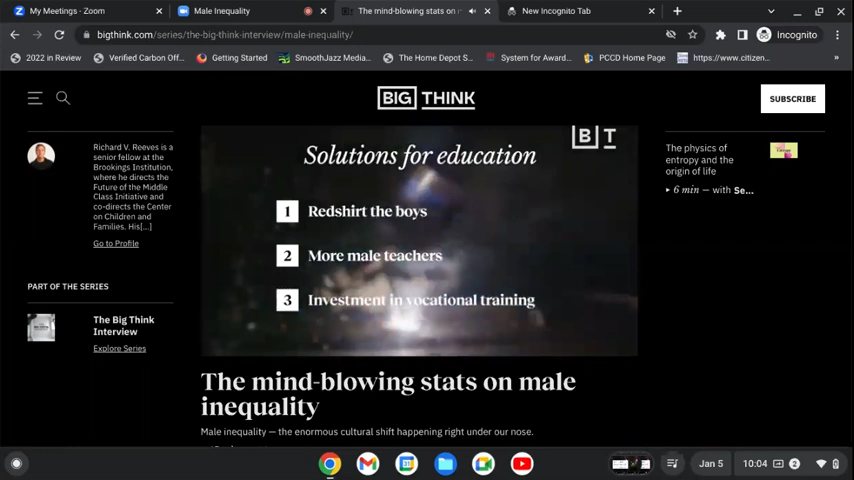 My Meetings - Zoom
Male Inequality
The mind-blowing stats on m
New Incognito Tab
bigthink.com/series/the-big-think-interview/male-inequality/
Incognito
2022 in Review
Verified Carbon Off...
Getting Started
SmoothJazz Media...
The Home Depot S...
System for Award...
PCCD Home Page
https://www.citizen...
BIG THINK
SUBSCRIBE
Richard V. Reeves is a
senior fellow at the
Brookings Institution,
where he directs the
Future of the Middle
Class Initiative and
co-directs the Center
on Children and
Families. His[...]
Go to Profile
PART OF THE SERIES
The Big Think
Interview
Explore Series
B T
Solutions for education
1 Redshirt the boys
2 More male teachers
3 Investment in vocational training
The mind-blowing stats on male
inequality
Male inequality — the enormous cultural shift happening right under our nose.
The physics of
entropy and the
origin of life
6 min — with Se...
Jan 5
10:04
2